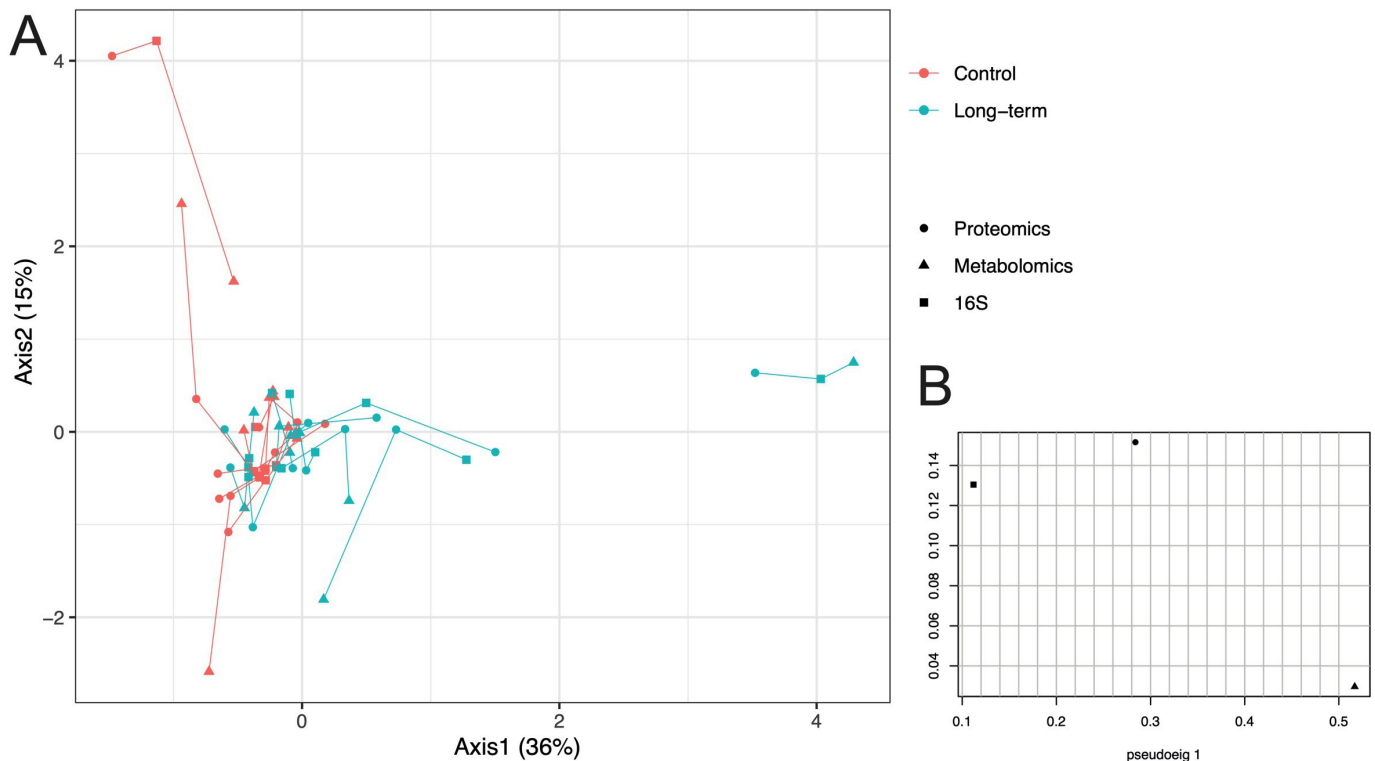 A
4
2
0
−2
Axis2 (15%)
0
2
4
Axis1 (36%)
Control
Long−term
Proteomics
Metabolomics
16S
B
0.14
0.12
0.10
0.08
0.06
0.04
0.1
0.2
0.3
0.4
0.5
pseudoeig 1